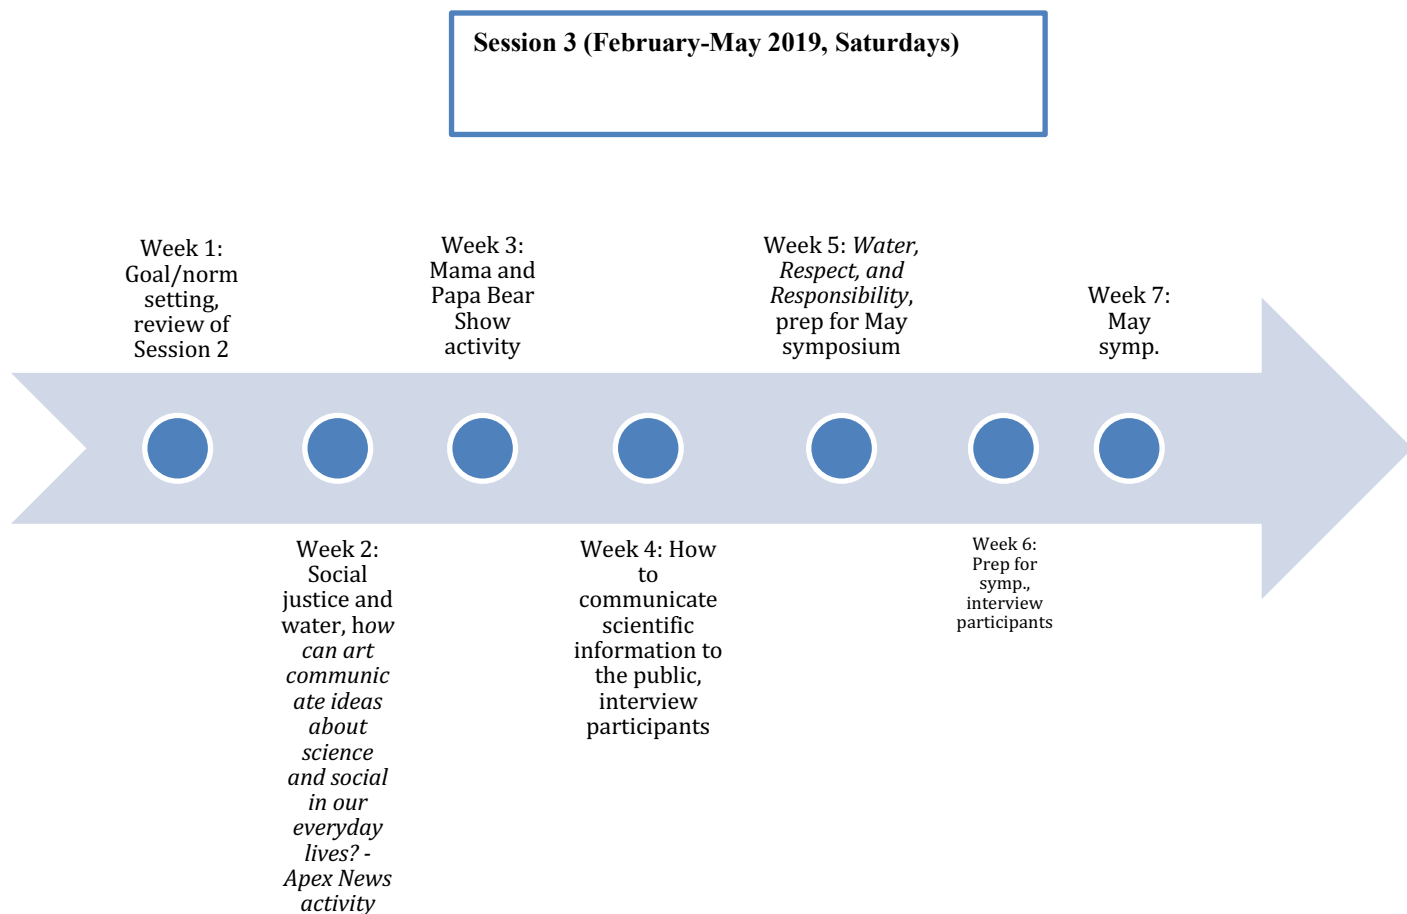 Session 3 (February-May 2019, Saturdays)
Week 1:
Goal/norm
setting,
review of
Session 2
Week 2:
Social
justice and
water, how
can art
communic
ate ideas
about
science
and social
in our
everyday
lives? -
Apex News
activity
Week 3:
Mama and
Papa Bear
Show
activity
Week 4: How
to
communicate
scientific
information to
the public,
interview
participants
Week 5: Water,
Respect, and
Responsibility,
prep for May
symposium
Week 6:
Prep for
symp.,
interview
participants
Week 7:
May
symp.